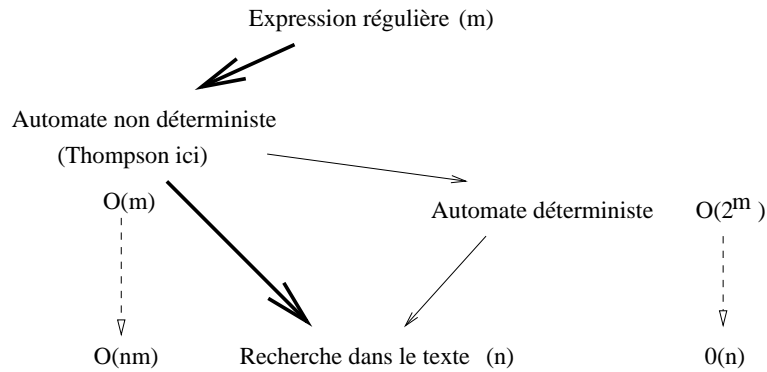 Expression régulière (m)
Automate non déterministe
(Thompson ici)
O(m)
Automate déterministe O(2^m )
O(nm) Recherche dans le texte (n) 0(n)